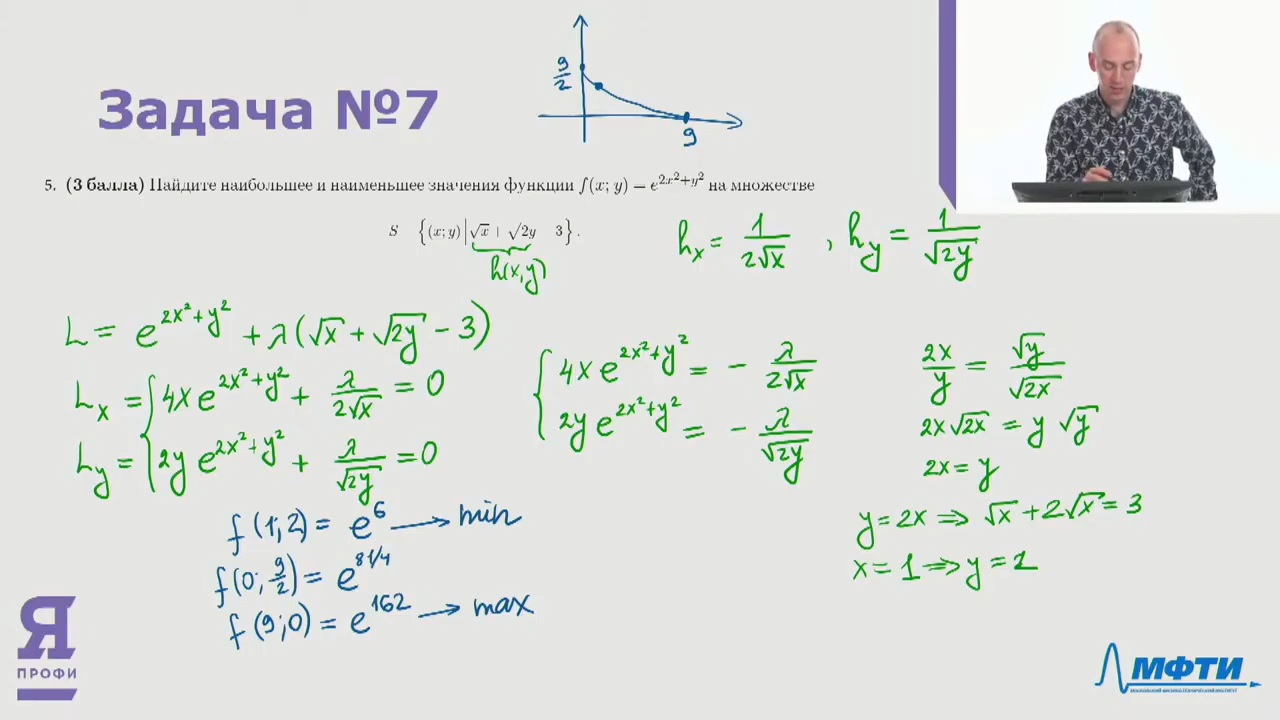 9/2
9
Задача №7
5. (3 балла) Найдите наибольшее и наименьшее значения функции f(x; y) = e^{2x²+y²} на множестве
S = {(x; y) | √x + √2y = 3}.
h(x,y)
h_x = 1/(2√x) , h_y = 1/√2y
L = e^{2x²+y²} + λ(√x + √2y − 3)
L_x = { 4x e^{2x²+y²} + λ/(2√x) = 0
L_y = { 2y e^{2x²+y²} + λ/√2y = 0
{ 4x e^{2x²+y²} = − λ/(2√x)
2y e^{2x²+y²} = − λ/√2y
2x/y = √y/√2x
2x√2x = y √y
2x = y
y = 2x ⇒ √x + 2√x = 3
x = 1 ⇒ y = 2
f(1;2) = e^6 → min
f(0; 9/2) = e^{81/4}
f(9;0) = e^{162} → max
Я
ПРОФИ
МФТИ